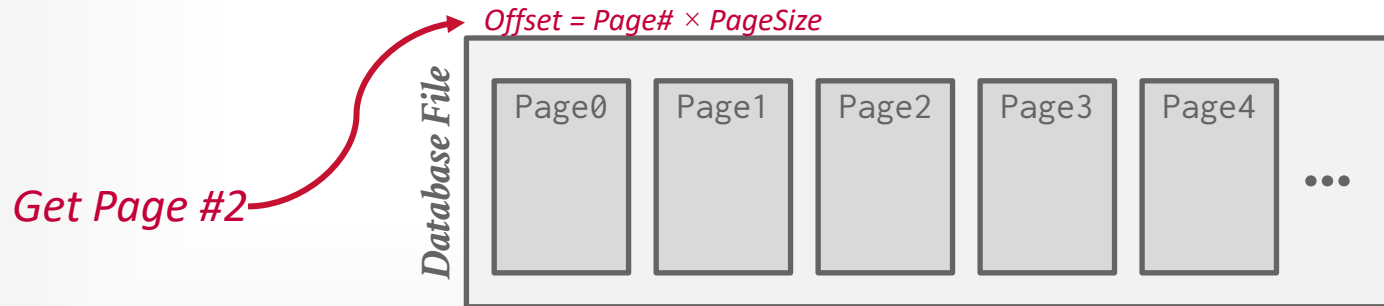 Offset = Page# × PageSize
Database File
Page0 Page1 Page2 Page3 Page4
•••
Get Page #2